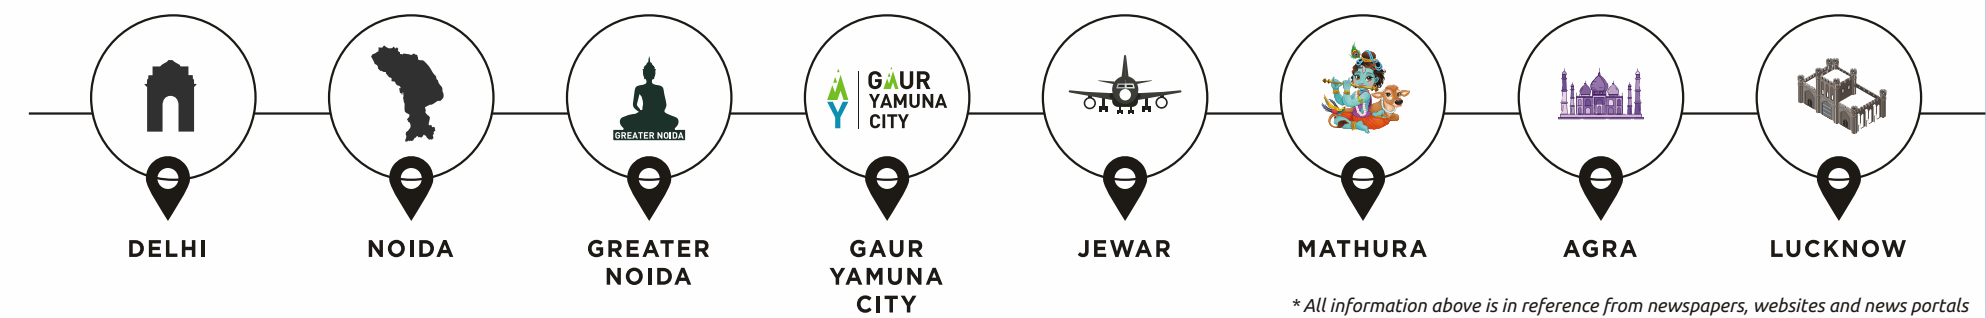 GREATER NOIDA
GAUR
YAMUNA
CITY
DELHI
NOIDA
GREATER
NOIDA
GAUR
YAMUNA
CITY
JEWAR
MATHURA
AGRA
LUCKNOW
* All information above is in reference from newspapers, websites and news portals